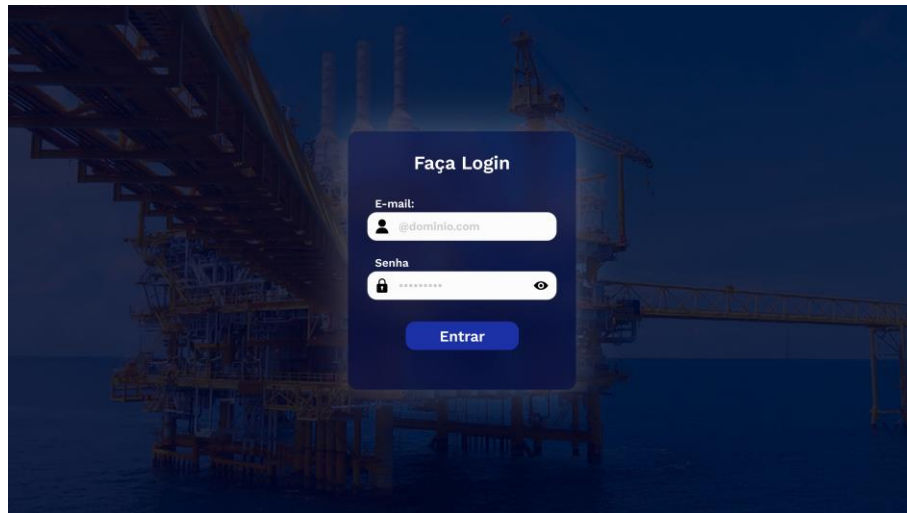 Faça Login
E-mail:
@dominio.com
Senha
*********
Entrar